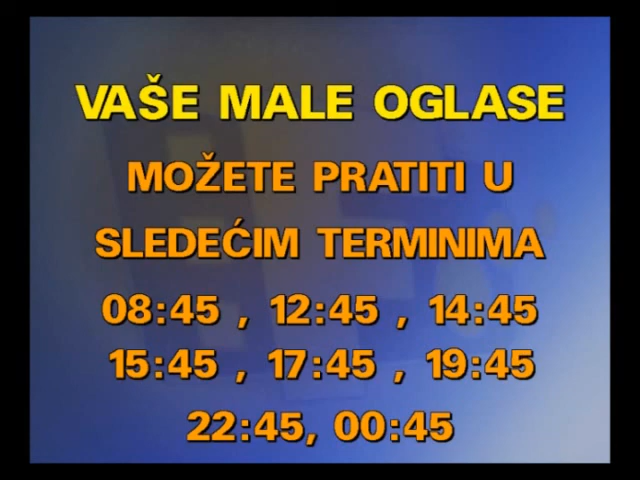 VAŠE MALE OGLASE
MOŽETE PRATITI U
SLEDEĆIM TERMINIMA
08:45 , 12:45 , 14:45
15:45 , 17:45 , 19:45
22:45, 00:45